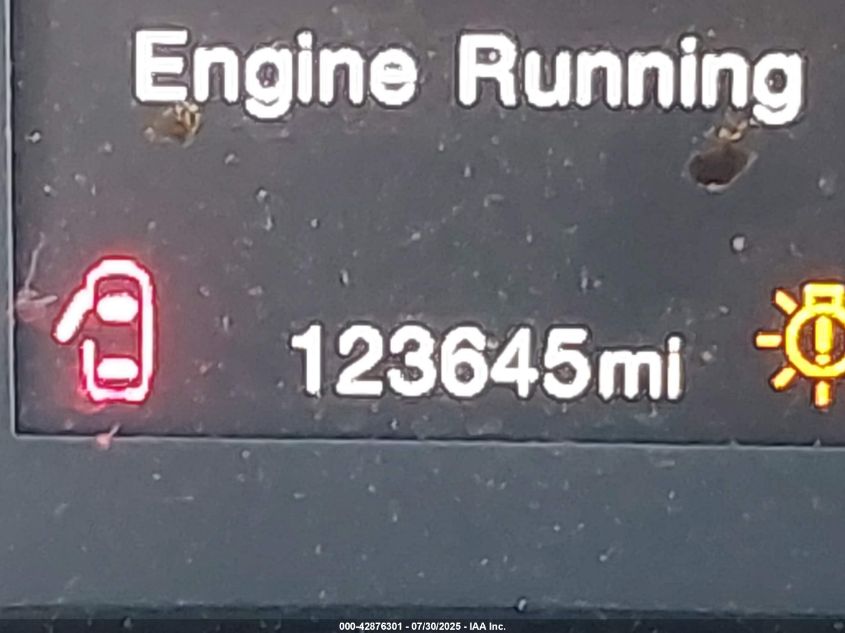 Engine Running
123645mi
000-42876301 - 07/30/2025 - IAA Inc.